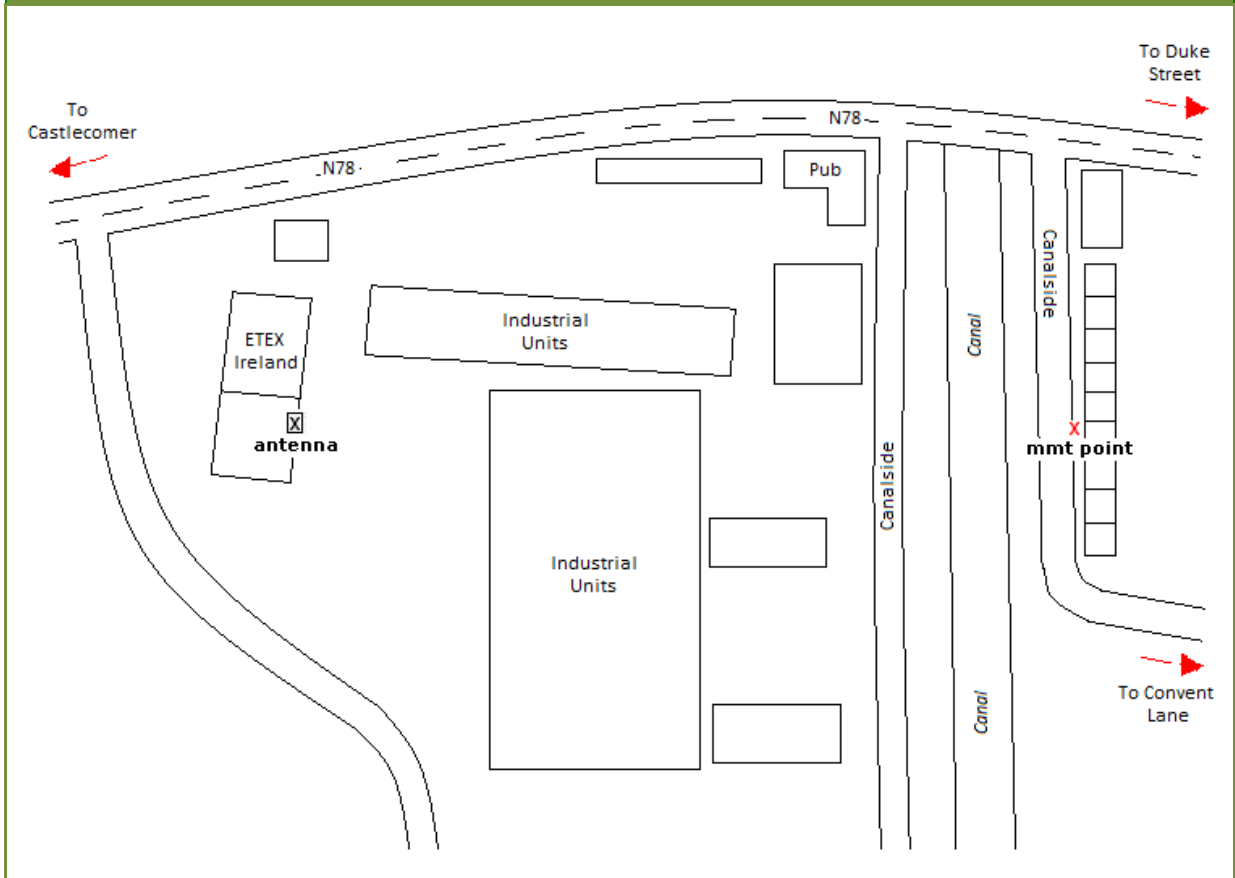 To Duke
Street
To
Castlecomer
N78
N78
Pub
Canalside
ETEX
Ireland
Industrial
Units
Canal
X
antenna
X
mmt point
Canalside
Industrial
Units
Canal
To Convent
Lane